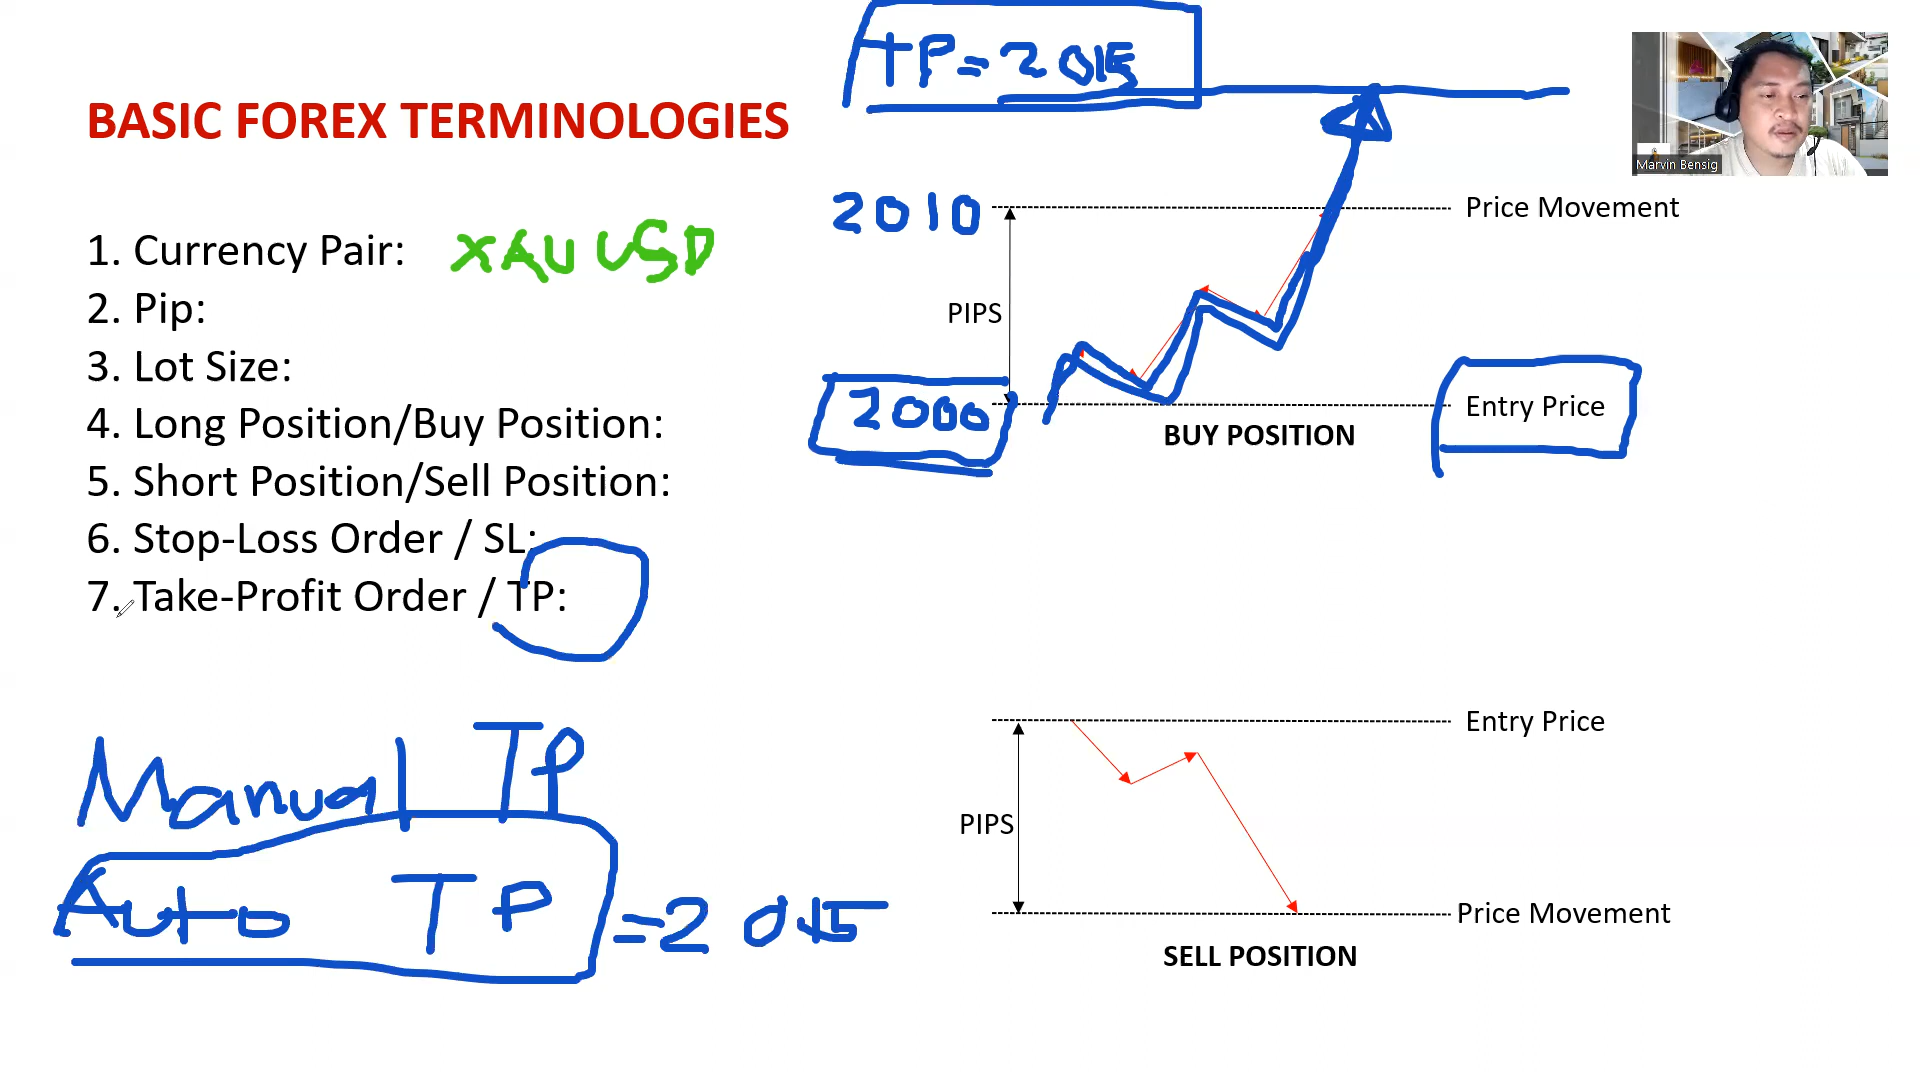 TP=2015
BASIC FOREX TERMINOLOGIES
Marvin Bensig
2010
Price Movement
1. Currency Pair: XAU USD
2. Pip:
PIPS
3. Lot Size:
2000
Entry Price
4. Long Position/Buy Position:
BUY POSITION
5. Short Position/Sell Position:
6. Stop-Loss Order / SL:
7. Take-Profit Order / TP:
Manual TP
Auto TP =2015
Entry Price
PIPS
Price Movement
SELL POSITION